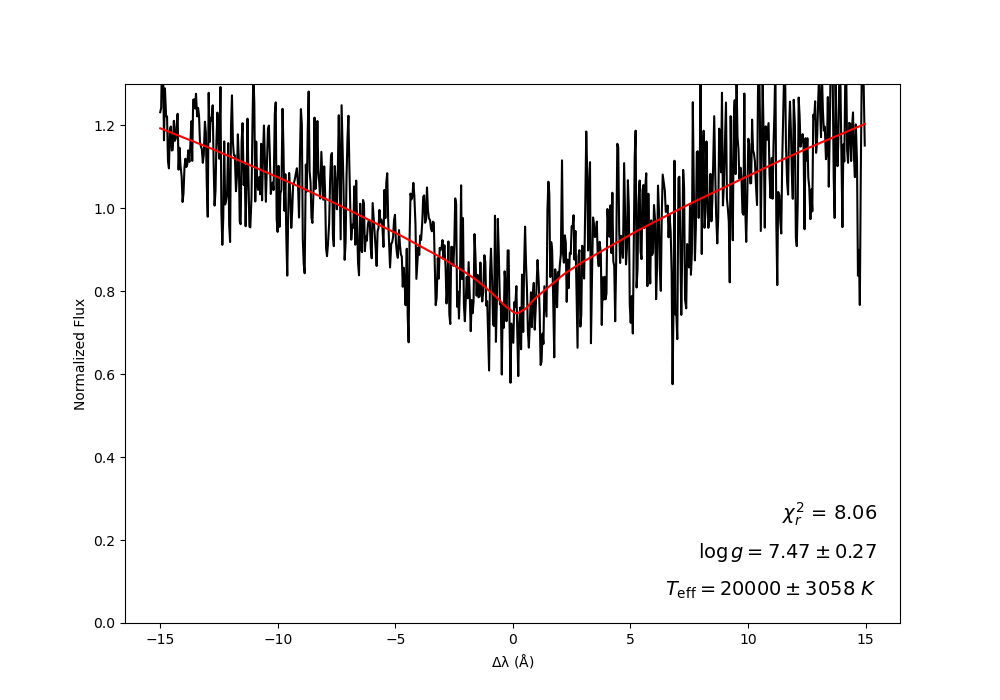 1.2
1.0
0.8
0.6
0.4
0.2
0.0
Normalized Flux
χ²ᵣ = 8.06
log g = 7.47 ± 0.27
T_eff = 20000 ± 3058 K
−15 −10 −5 0 5 10 15
Δλ (Å)